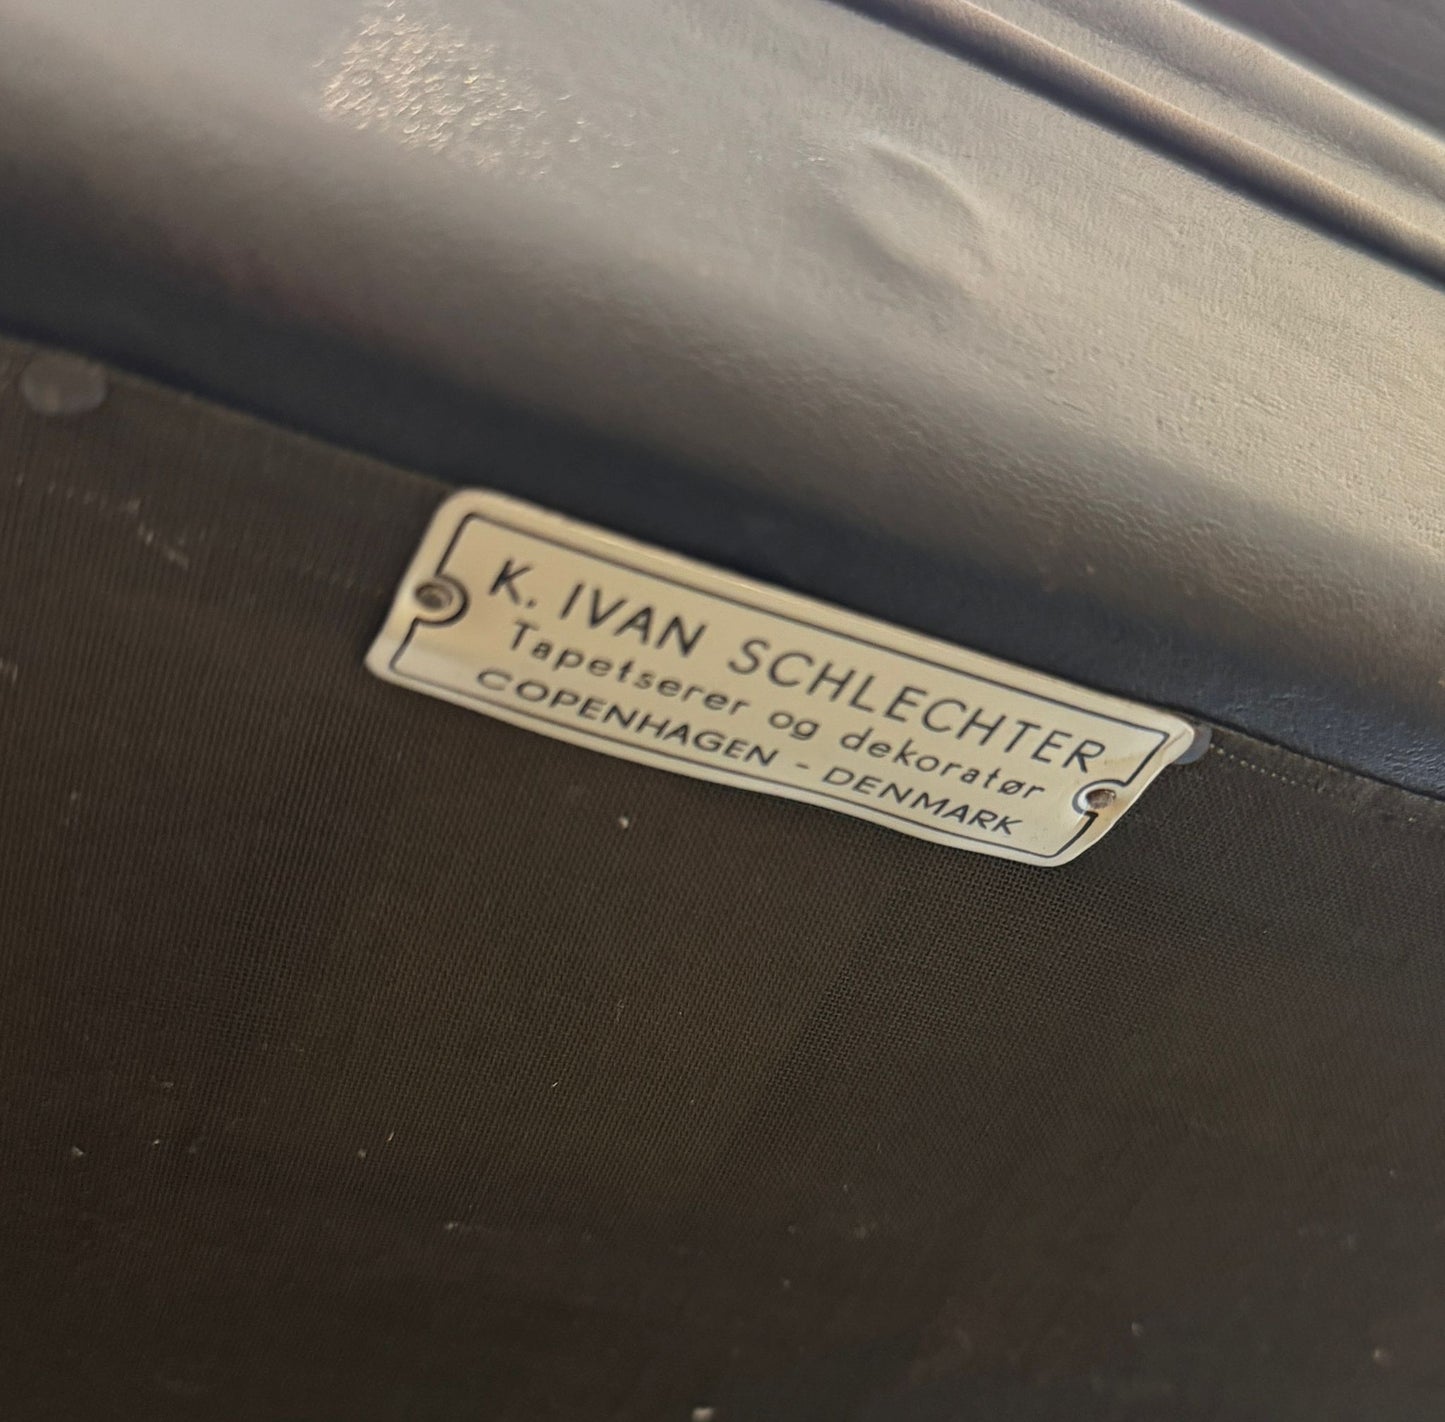 K. IVAN SCHLECHTER
Tapetserer og dekoratør
COPENHAGEN - DENMARK